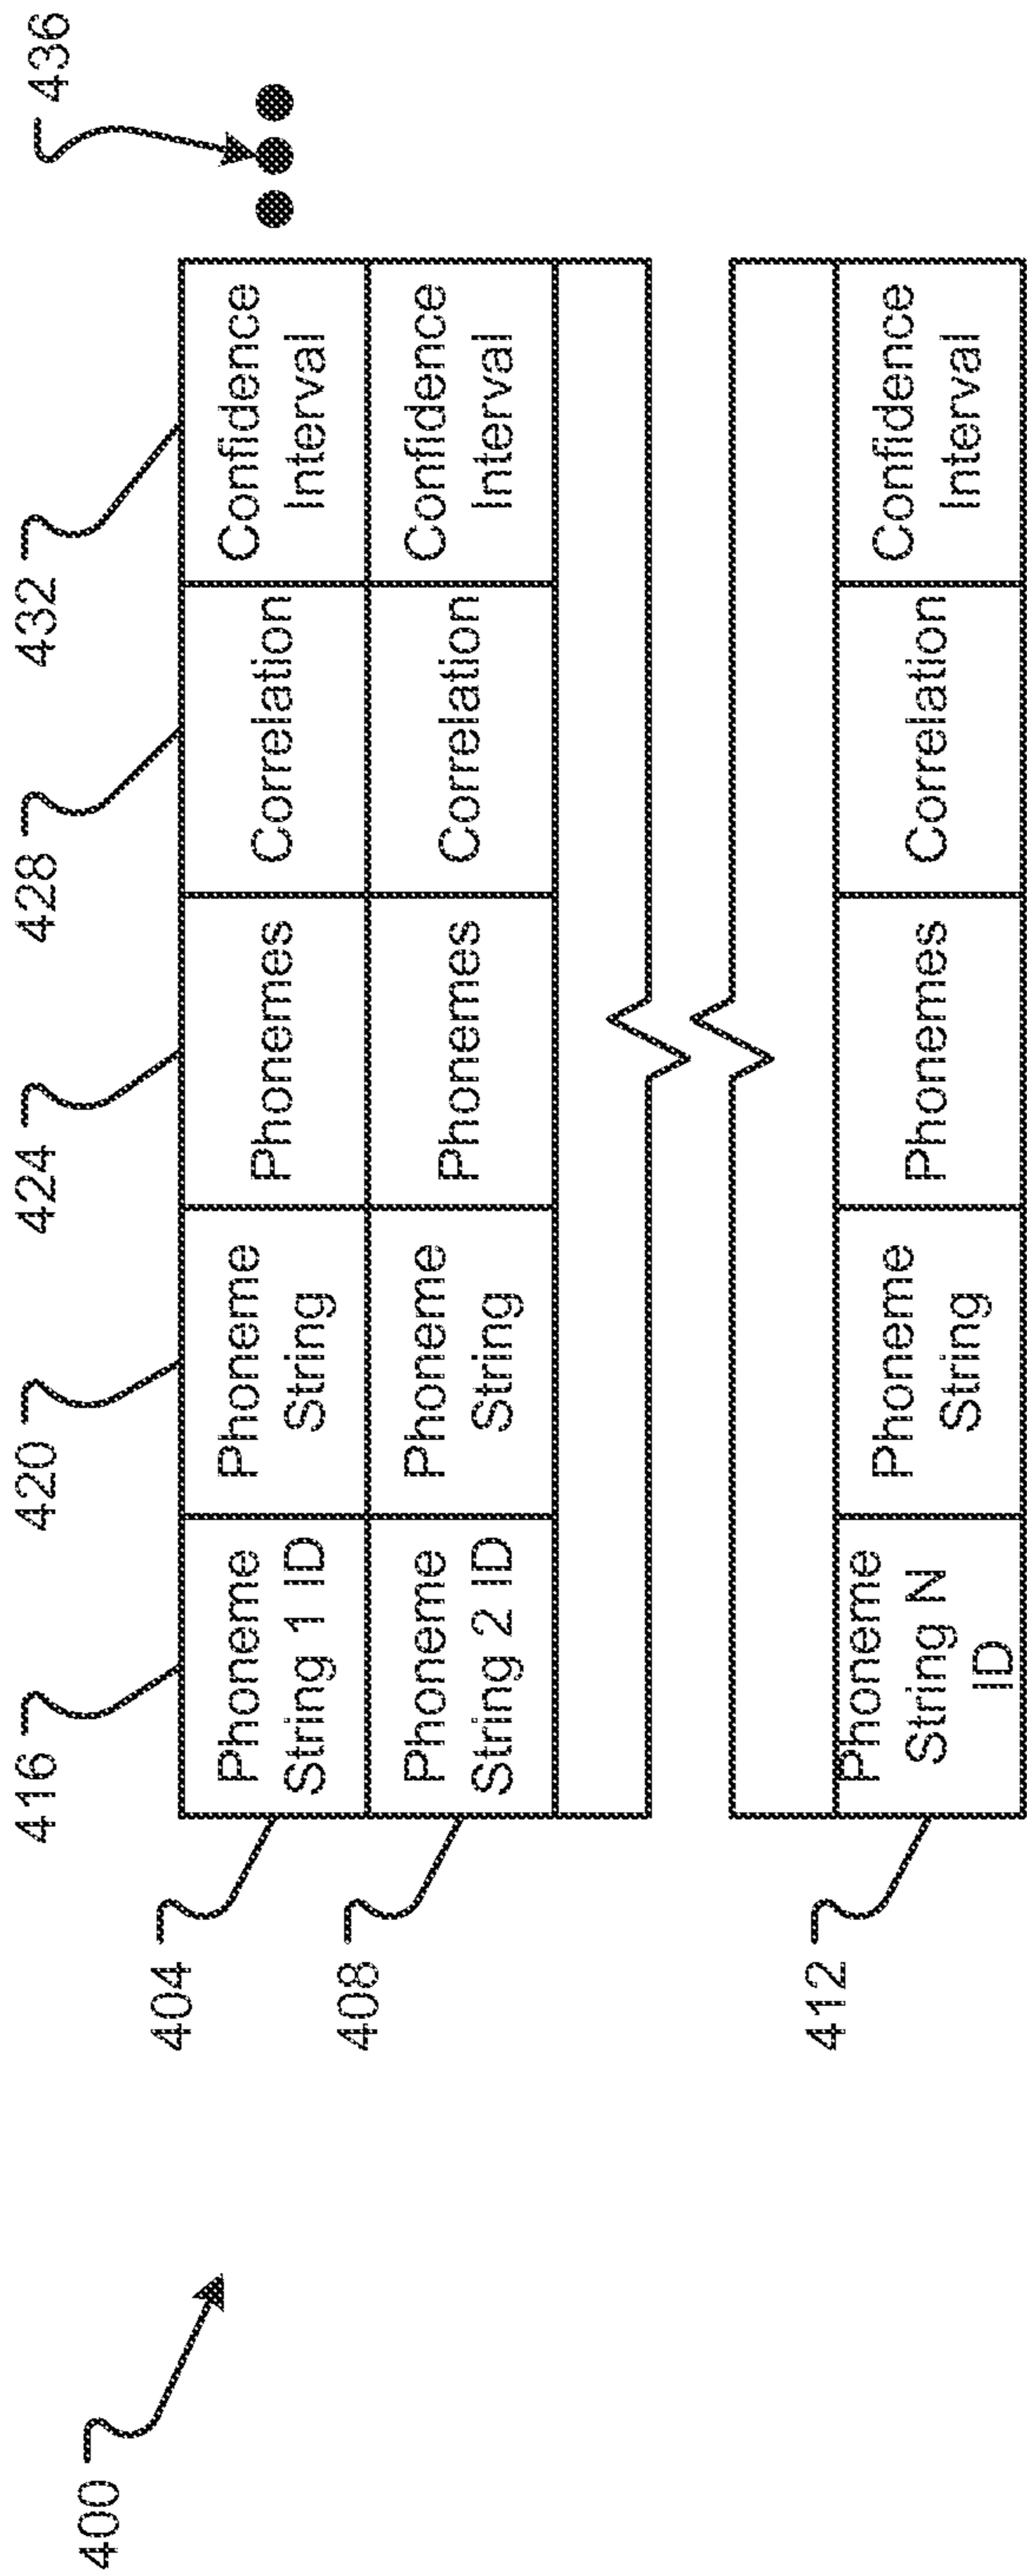 400
416
420
424
428
432
436
404
Phoneme
String 1 ID
Phoneme
String
Phonemes
Correlation
Confidence
Interval
408
Phoneme
String 2 ID
Phoneme
String
Phonemes
Correlation
Confidence
Interval
412
Phoneme
String N
ID
Phoneme
String
Phonemes
Correlation
Confidence
Interval